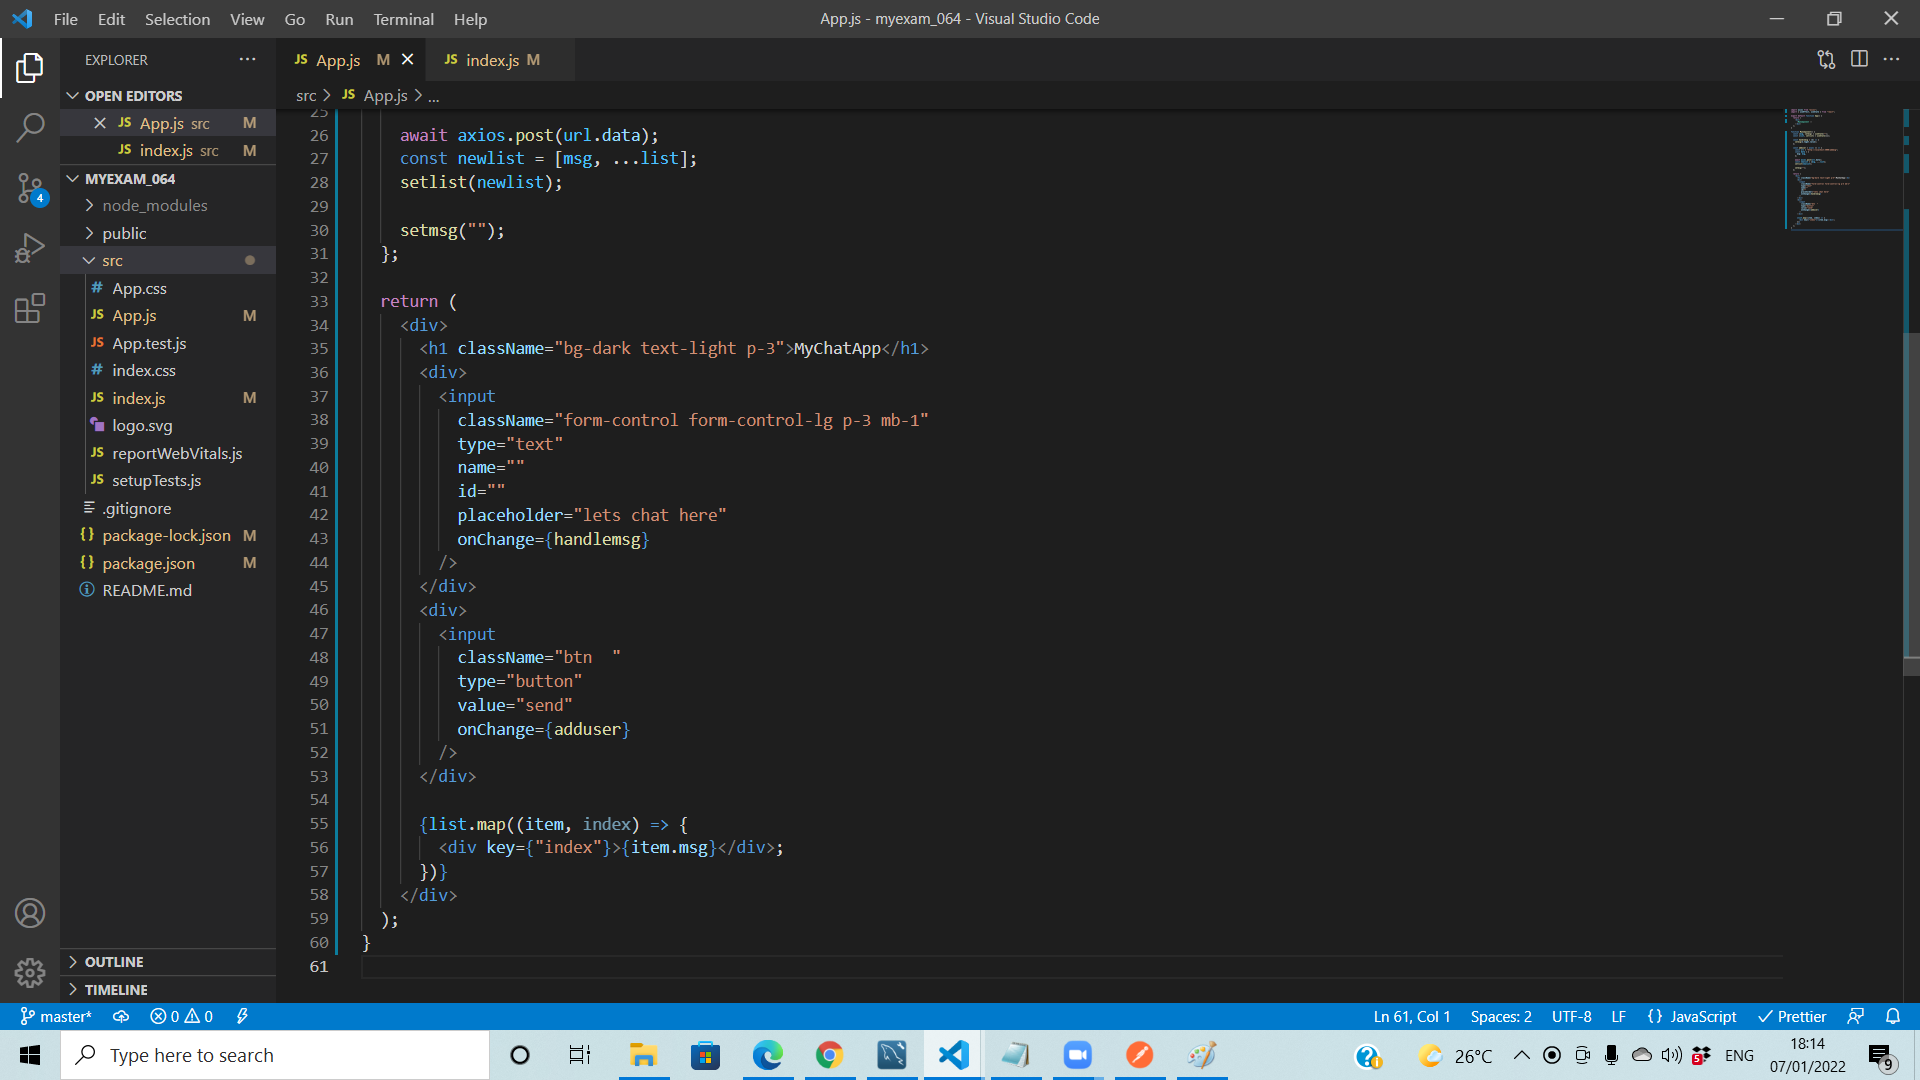 File Edit Selection View Go Run Terminal Help
App.js - myexam_064 - Visual Studio Code
EXPLORER
OPEN EDITORS
JS App.js src M
JS index.js src M
MYEXAM_064
node_modules
public
src
# App.css
JS App.js M
JS App.test.js
# index.css
JS index.js M
logo.svg
JS reportWebVitals.js
JS setupTests.js
.gitignore
{} package-lock.json M
{} package.json M
README.md
OUTLINE
TIMELINE
4
JS App.js M
JS index.js M
src > JS App.js > ...
25
26 await axios.post(url.data);
27 const newlist = [msg, ...list];
28 setlist(newlist);
29
30 setmsg("");
31 };
32
33 return (
34 <div>
35 <h1 className="bg-dark text-light p-3">MyChatApp</h1>
36 <div>
37 <input
38 className="form-control form-control-lg p-3 mb-1"
39 type="text"
40 name=""
41 id=""
42 placeholder="lets chat here"
43 onChange={handlemsg}
44 />
45 </div>
46 <div>
47 <input
48 className="btn  "
49 type="button"
50 value="send"
51 onChange={adduser}
52 />
53 </div>
54
55 {list.map((item, index) => {
56 <div key={"index"}>{item.msg}</div>;
57 })}
58 </div>
59 );
60 }
61
master* 0 0
Ln 61, Col 1 Spaces: 2 UTF-8 LF {} JavaScript Prettier
Type here to search
26°C
5
ENG
18:14
07/01/2022
9